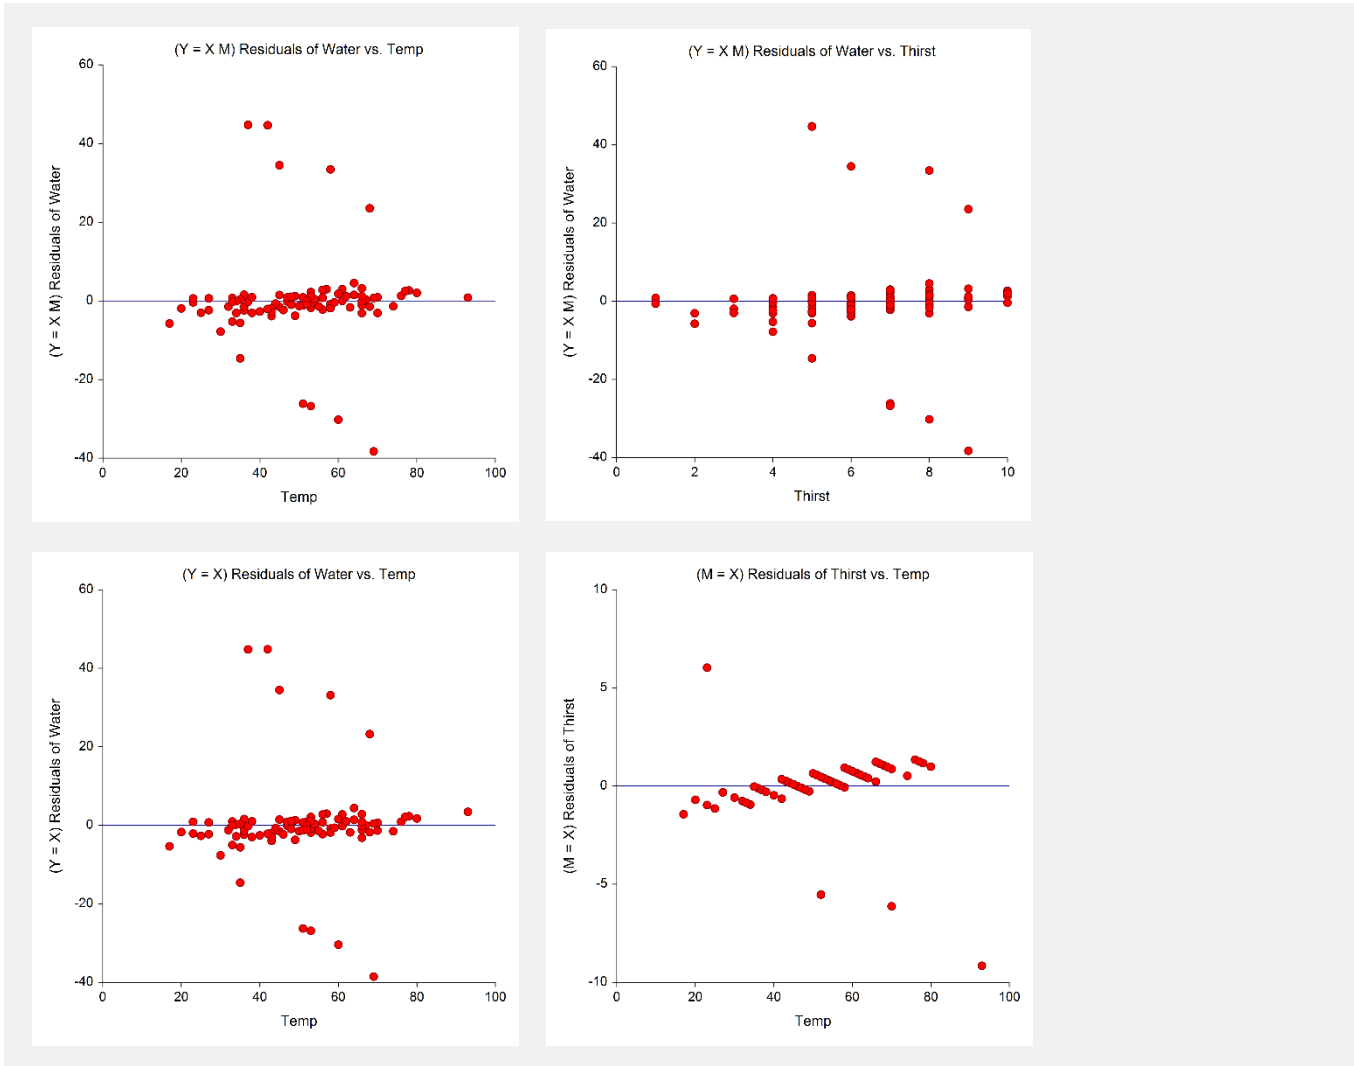 (Y = X M) Residuals of Water vs. Temp
60
40
20
0
-20
-40
(Y = X M) Residuals of Water
0 20 40 60 80 100
Temp
(Y = X M) Residuals of Water vs. Thirst
60
40
20
0
-20
-40
(Y = X M) Residuals of Water
0 2 4 6 8 10
Thirst
(Y = X) Residuals of Water vs. Temp
60
40
20
0
-20
-40
(Y = X) Residuals of Water
0 20 40 60 80 100
Temp
(M = X) Residuals of Thirst vs. Temp
10
5
0
-5
-10
(M = X) Residuals of Thirst
0 20 40 60 80 100
Temp